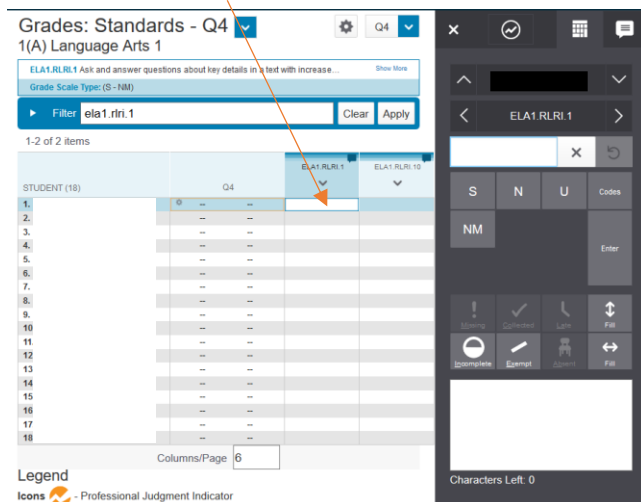 Grades: Standards - Q4
Q4
1(A) Language Arts 1
ELA1.RLRI.1 Ask and answer questions about key details in a text with increase... Show More
Grade Scale Type: (S - NM)
Filter ela1.rlri.1 Clear Apply
1-2 of 2 items
STUDENT (18) Q4 ELA1.RLRI.1 ELA1.RLRI.10
1. -- --
2. -- --
3. -- --
4. -- --
5. -- --
6. -- --
7. -- --
8. -- --
9. -- --
10 -- --
11. -- --
12 -- --
13 -- --
14 -- --
15 -- --
16 -- --
17 -- --
18 -- --
Columns/Page 6
Legend
Icons - Professional Judgment Indicator
ELA1.RLRI.1
S N U Codes
NM
Enter
Missing Collected Late Fill
Incomplete Exempt Absent Fill
Characters Left: 0